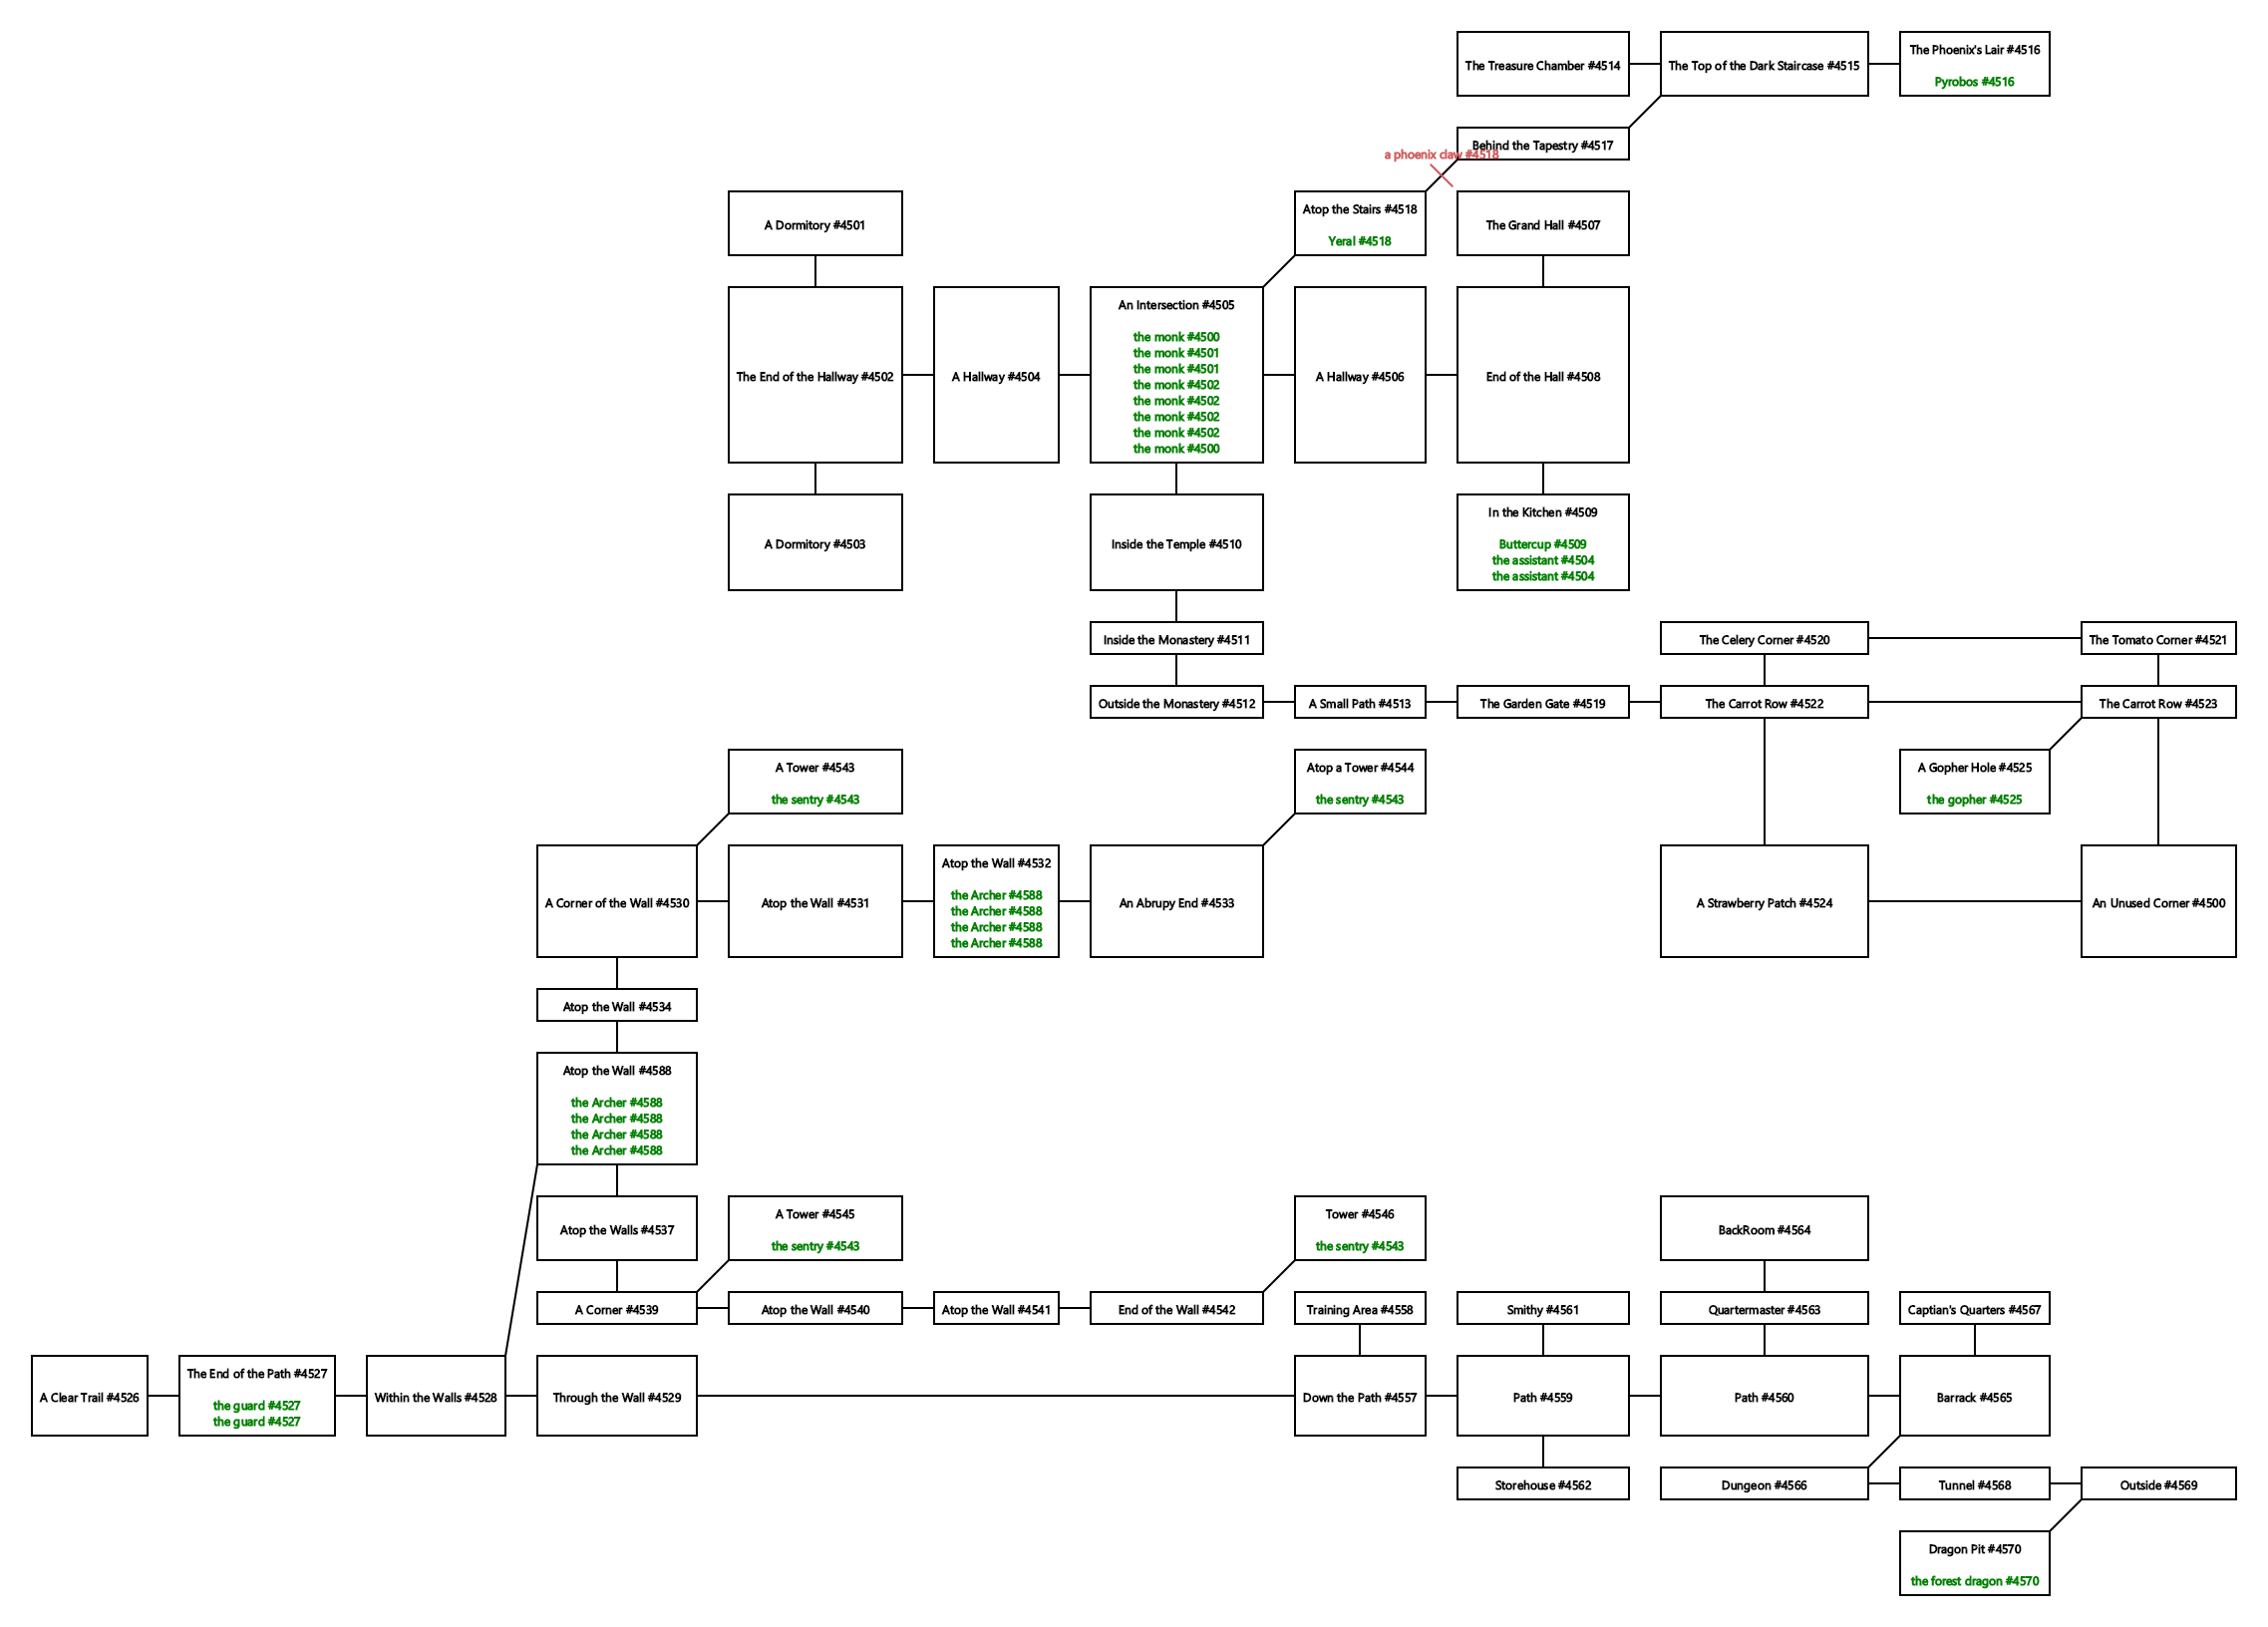 The Treasure Chamber #4514
The Top of the Dark Staircase #4515
The Phoenix's Lair #4516
Pyrobos #4516
Behind the Tapestry #4517
a phoenix claw #4518
A Dormitory #4501
Atop the Stairs #4518
Yeral #4518
The Grand Hall #4507
The End of the Hallway #4502
A Hallway #4504
An Intersection #4505
the monk #4500
the monk #4501
the monk #4501
the monk #4502
the monk #4502
the monk #4502
the monk #4502
the monk #4500
A Hallway #4506
End of the Hall #4508
A Dormitory #4503
Inside the Temple #4510
In the Kitchen #4509
Buttercup #4509
the assistant #4504
the assistant #4504
Inside the Monastery #4511
The Celery Corner #4520
The Tomato Corner #4521
Outside the Monastery #4512
A Small Path #4513
The Garden Gate #4519
The Carrot Row #4522
The Carrot Row #4523
A Tower #4543
the sentry #4543
Atop a Tower #4544
the sentry #4543
A Gopher Hole #4525
the gopher #4525
A Corner of the Wall #4530
Atop the Wall #4531
Atop the Wall #4532
the Archer #4588
the Archer #4588
the Archer #4588
the Archer #4588
An Abrupy End #4533
A Strawberry Patch #4524
An Unused Corner #4500
Atop the Wall #4534
Atop the Wall #4588
the Archer #4588
the Archer #4588
the Archer #4588
the Archer #4588
Atop the Walls #4537
A Tower #4545
the sentry #4543
Tower #4546
the sentry #4543
BackRoom #4564
A Corner #4539
Atop the Wall #4540
Atop the Wall #4541
End of the Wall #4542
Training Area #4558
Smithy #4561
Quartermaster #4563
Captian's Quarters #4567
A Clear Trail #4526
The End of the Path #4527
the guard #4527
the guard #4527
Within the Walls #4528
Through the Wall #4529
Down the Path #4557
Path #4559
Path #4560
Barrack #4565
Storehouse #4562
Dungeon #4566
Tunnel #4568
Outside #4569
Dragon Pit #4570
the forest dragon #4570